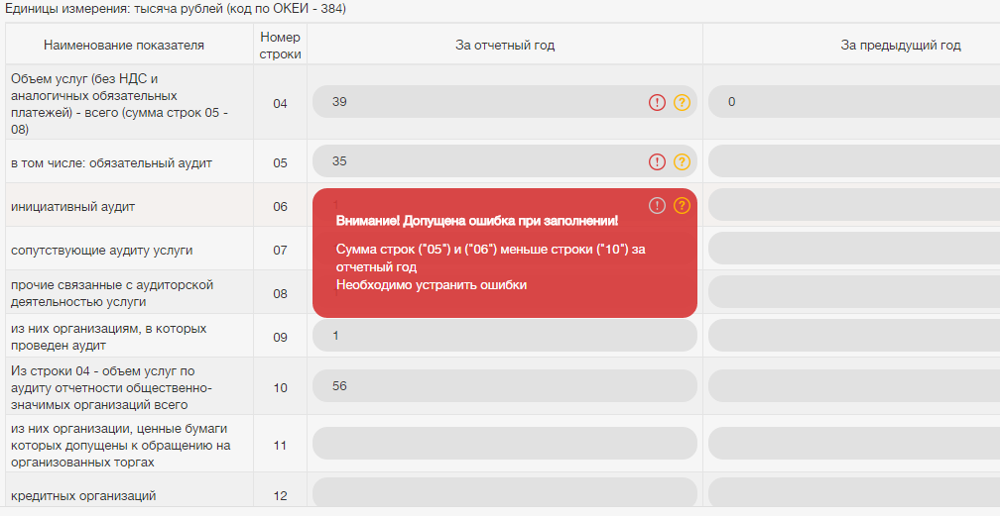 Единицы измерения: тысяча рублей (код по ОКЕИ - 384)
Наименование показателя
Номер
строки
За отчетный год
За предыдущий год
Объем услуг (без НДС и
аналогичных обязательных
платежей) - всего (сумма строк 05 -
08)
04
39
0
в том числе: обязательный аудит
05
35
инициативный аудит
06
1
Внимание! Допущена ошибка при заполнении!
Сумма строк ("05") и ("06") меньше строки ("10") за
отчетный год
Необходимо устранить ошибки
сопутствующие аудиту услуги
07
прочие связанные с аудиторской
деятельностью услуги
08
из них организациям, в которых
проведен аудит
09
1
Из строки 04 - объем услуг по
аудиту отчетности общественно-
значимых организаций всего
10
56
из них организации, ценные бумаги
которых допущены к обращению на
организованных торгах
11
кредитных организаций
12